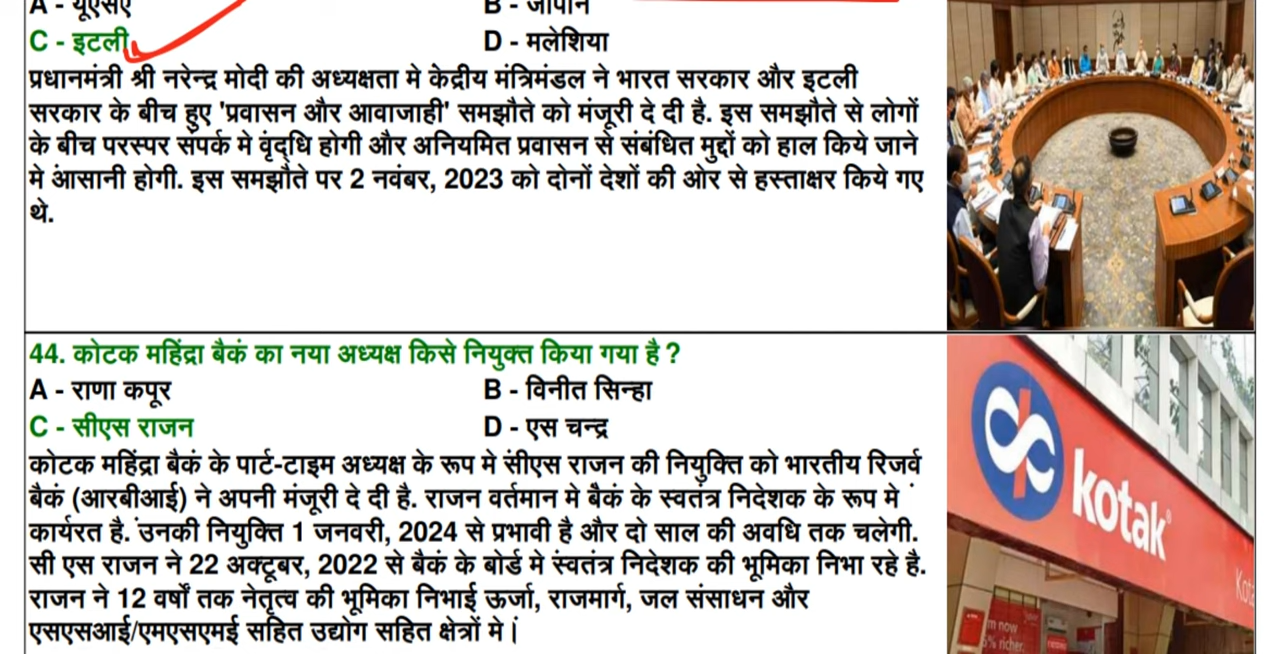 A - यूएसए B - जापान
C - इटली D - मलेशिया
प्रधानमंत्री श्री नरेन्द्र मोदी की अध्यक्षता मे केंद्रीय मंत्रिमंडल ने भारत सरकार और इटली
सरकार के बीच हुए 'प्रवासन और आवाजाही' समझौते को मंजूरी दे दी है. इस समझौते से लोगों
के बीच परस्पर संपर्क मे वृद्धि होगी और अनियमित प्रवासन से संबंधित मुद्दों को हाल किये जाने
मे आंसानी होगी. इस समझौते पर 2 नवंबर, 2023 को दोनों देशों की ओर से हस्ताक्षर किये गए
थे.
44. कोटक महिंद्रा बैकं का नया अध्यक्ष किसे नियुक्त किया गया है ?
A - राणा कपूर B - विनीत सिन्हा
C - सीएस राजन D - एस चन्द्र
कोटक महिंद्रा बैकं के पार्ट-टाइम अध्यक्ष के रूप मे सींएस राजन की नियुक्ति को भारतीय रिजर्व
बैकं (आरबीआई) ने अपनी मंजूरी दे दी है. राजन वर्तमान मे बैंकं के स्वतंत्र निदेशक के रूप मे ं
कार्यरत है. उंनकी नियुक्ति 1 जनवरी, 2024 से प्रभावी है और दो साल की अवधि तक चलेगी.
सी एस राजन ने 22 अक्टूबर, 2022 से बैकं के बोर्ड मे स्वंतंत्र निदेशक की भूमिका निभा रहे है.
राजन ने 12 वर्षों तक नेतृत्व की भूमिका निभाई ऊर्जा, राजमार्ग, जल संसाधन और
एसएसआई/एमएसएमई सहित उद्योग सहित क्षेत्रों मे |
kotak